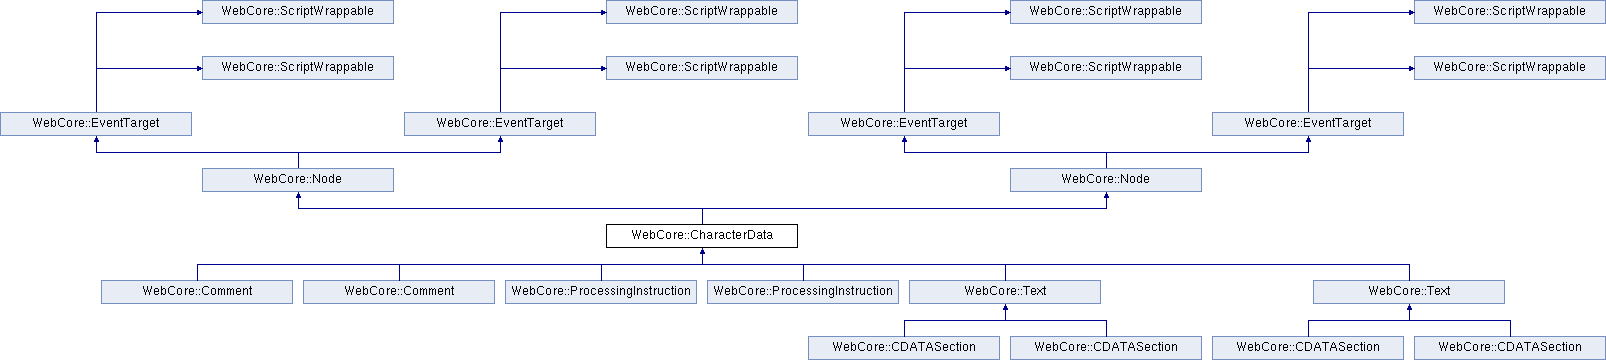 WebCore::ScriptWrappable WebCore::ScriptWrappable WebCore::ScriptWrappable WebCore::ScriptWrappable
WebCore::ScriptWrappable WebCore::ScriptWrappable WebCore::ScriptWrappable WebCore::ScriptWrappable
WebCore::EventTarget WebCore::EventTarget WebCore::EventTarget WebCore::EventTarget
WebCore::Node WebCore::Node
WebCore::CharacterData
WebCore::Comment WebCore::Comment WebCore::ProcessingInstruction WebCore::ProcessingInstruction WebCore::Text WebCore::Text
WebCore::CDATASection WebCore::CDATASection WebCore::CDATASection WebCore::CDATASection